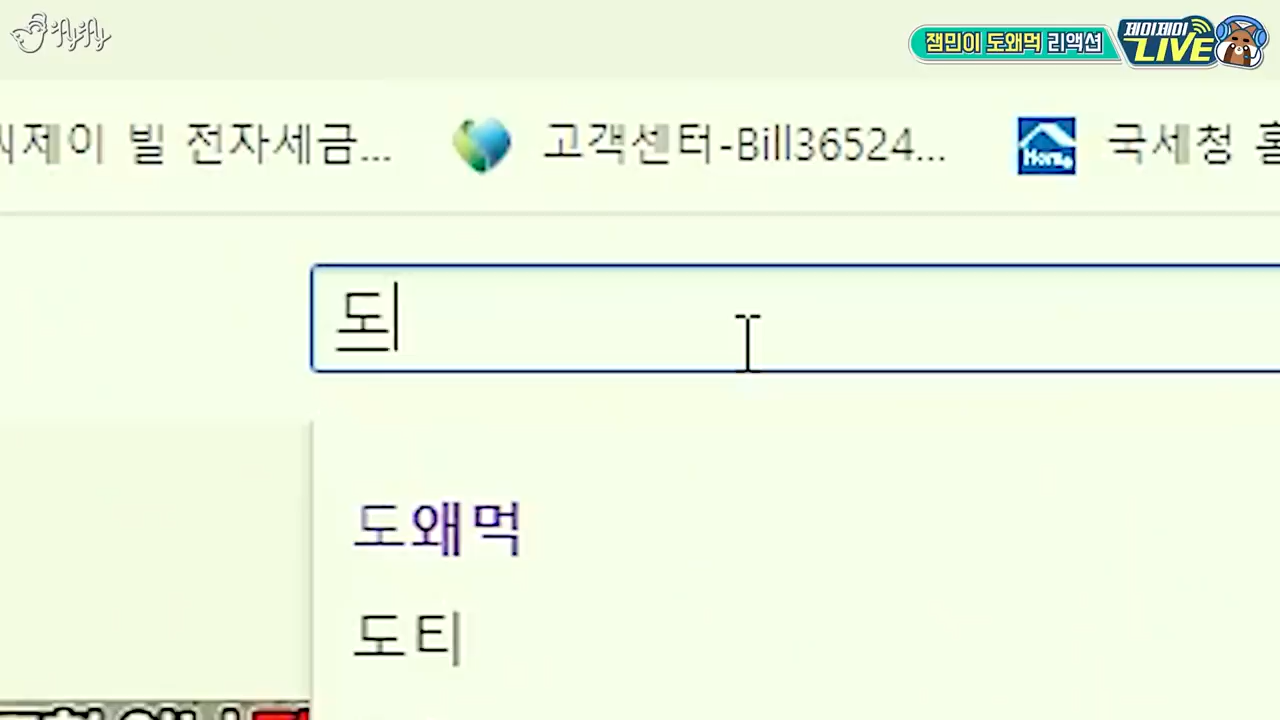 잼민이 도왜먹 리액션
제이제이 LIVE
제이 빌 전자세금...
고객센터-Bill36524...
Home
국세청
도
도왜먹
도티